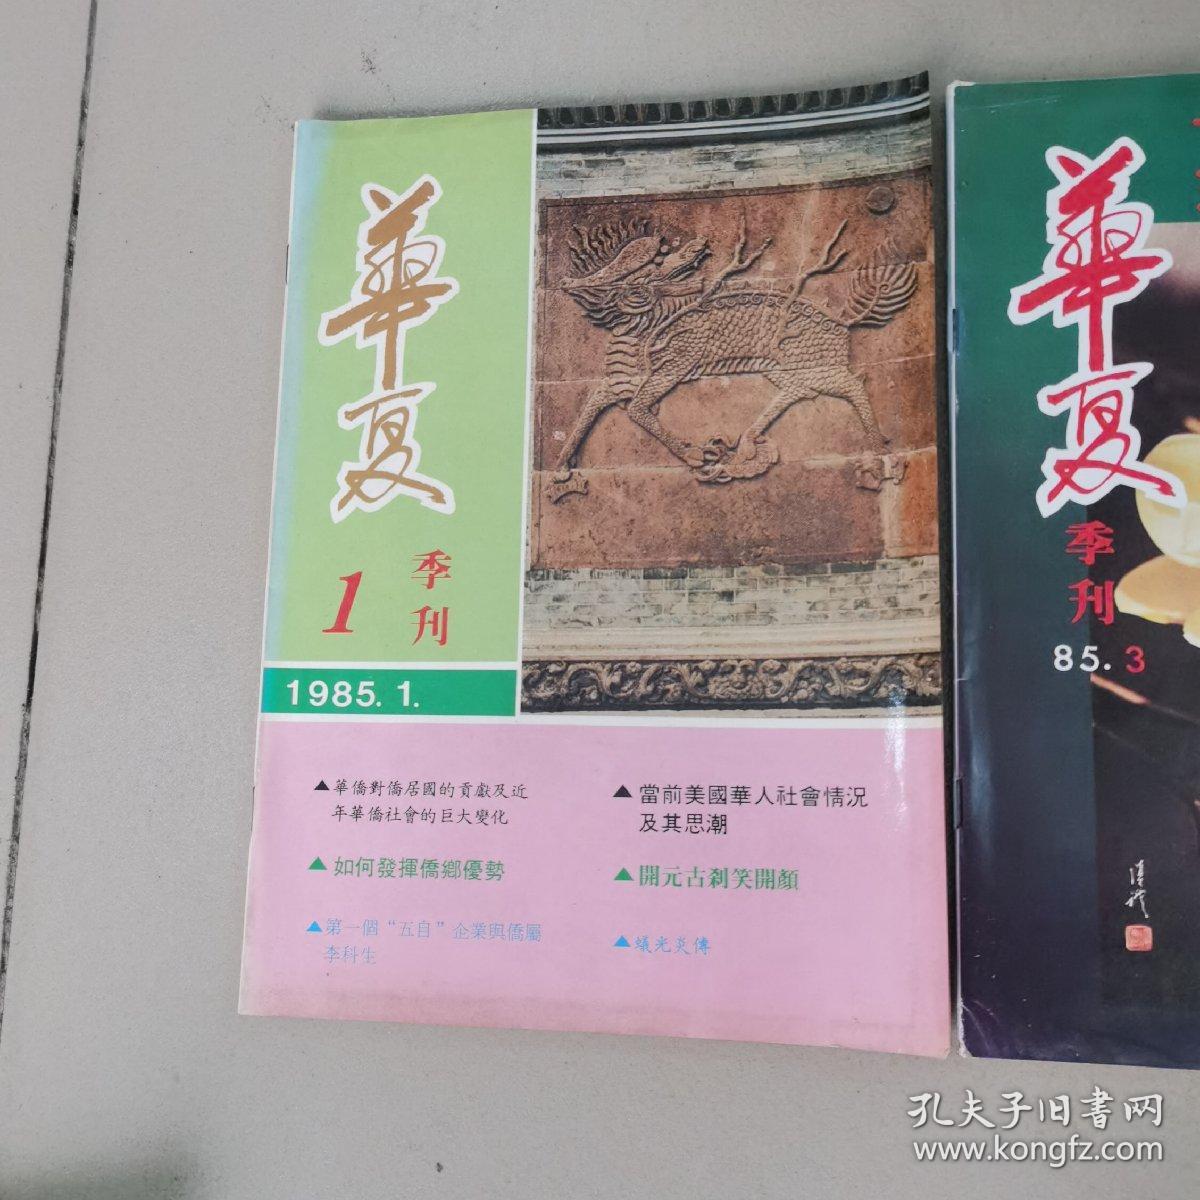 華夏
季刊
1
1985. 1.
▲華僑對僑居國的貢獻及近
年華僑社會的巨大變化
▲如何發揮僑鄉優勢
▲第一個“五自”企業與僑屬
李科生
▲當前美國華人社會情況
及其思潮
▲開元古剎笑開顏
▲蟻光炎傳
華夏
季刊
85. 3
孔夫子旧书网
www.kongfz.com